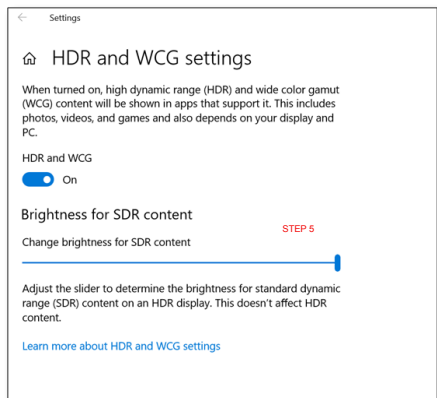 Settings
HDR and WCG settings
When turned on, high dynamic range (HDR) and wide color gamut
(WCG) content will be shown in apps that support it. This includes
photos, videos, and games and also depends on your display and
PC.
HDR and WCG
On
Brightness for SDR content
STEP 5
Change brightness for SDR content
Adjust the slider to determine the brightness for standard dynamic
range (SDR) content on an HDR display. This doesn't affect HDR
content.
Learn more about HDR and WCG settings